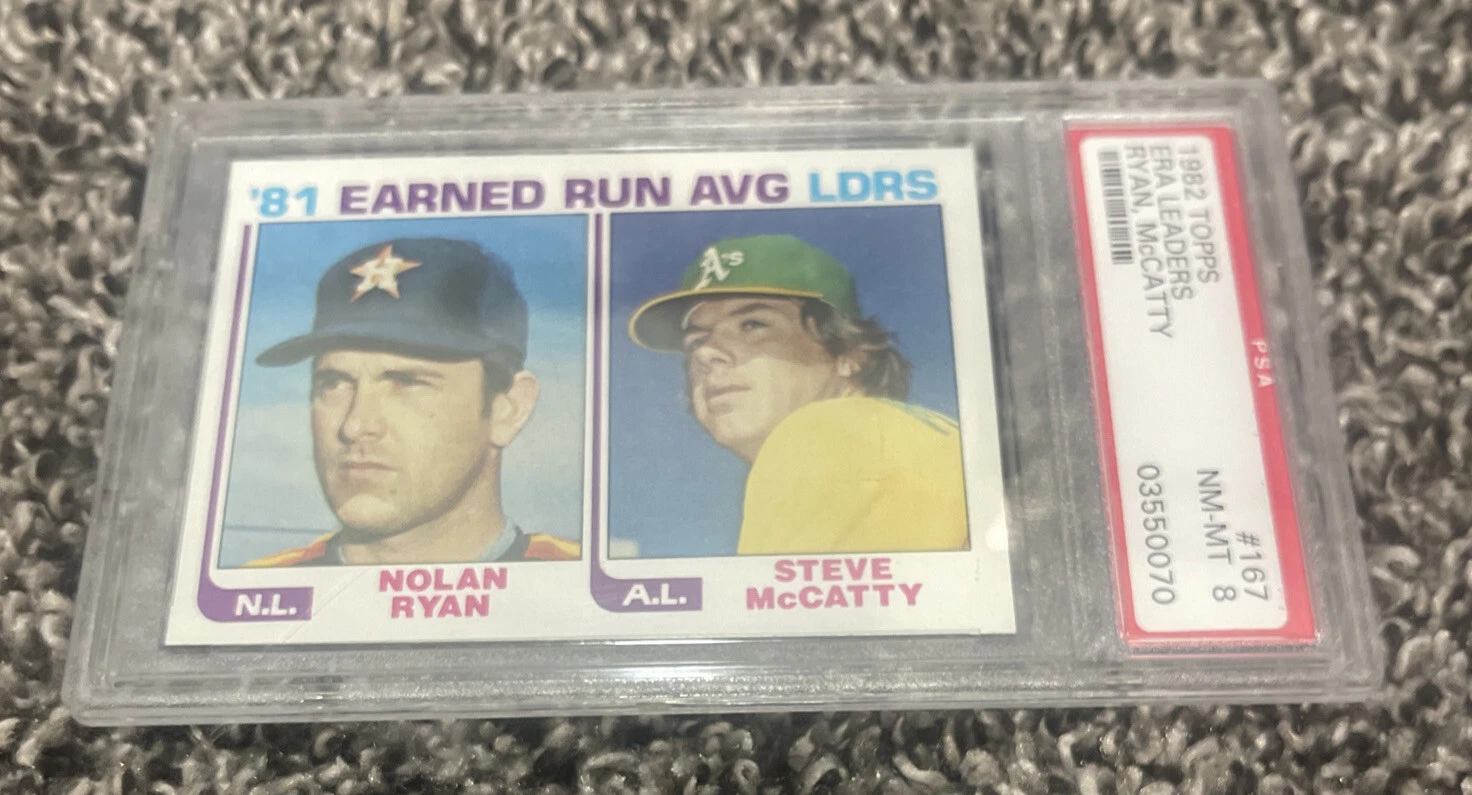 '81 EARNED RUN AVG LDRS
A's
N.L.
NOLAN
RYAN
A.L.
STEVE
McCATTY
1982 TOPPS #167
ERA LEADERS NM-MT 8
RYAN, McCATTY
03550070
PSA